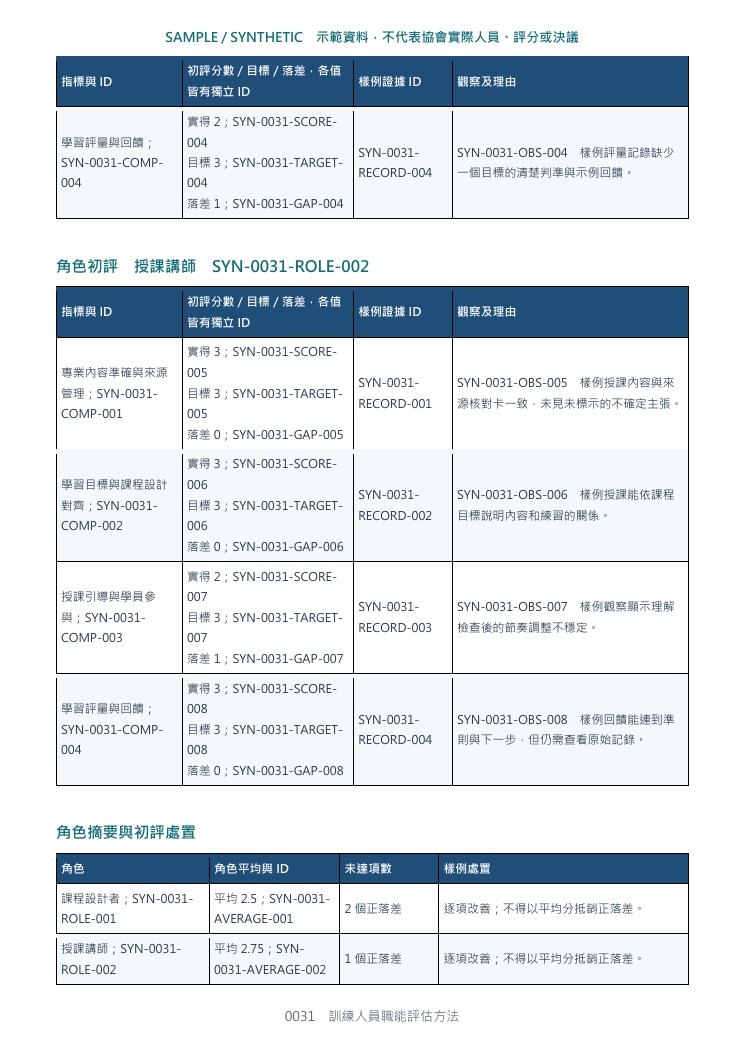 SAMPLE / SYNTHETIC　示範資料，不代表協會實際人員、評分或決議
指標與 ID
初評分數 / 目標 / 落差，各值
皆有獨立 ID
樣例證據 ID
觀察及理由
學習評量與回饋；
SYN-0031-COMP-
004
實得 2；SYN-0031-SCORE-
004
目標 3；SYN-0031-TARGET-
004
落差 1；SYN-0031-GAP-004
SYN-0031-
RECORD-004
SYN-0031-OBS-004　樣例評量記錄缺少
一個目標的清楚判準與示例回饋。
角色初評　授課講師　SYN-0031-ROLE-002
指標與 ID
初評分數 / 目標 / 落差，各值
皆有獨立 ID
樣例證據 ID
觀察及理由
專業內容準確與來源
管理；SYN-0031-
COMP-001
實得 3；SYN-0031-SCORE-
005
目標 3；SYN-0031-TARGET-
005
落差 0；SYN-0031-GAP-005
SYN-0031-
RECORD-001
SYN-0031-OBS-005　樣例授課內容與來
源核對卡一致，未見未標示的不確定主張。
學習目標與課程設計
對齊；SYN-0031-
COMP-002
實得 3；SYN-0031-SCORE-
006
目標 3；SYN-0031-TARGET-
006
落差 0；SYN-0031-GAP-006
SYN-0031-
RECORD-002
SYN-0031-OBS-006　樣例授課能依課程
目標說明內容和練習的關係。
授課引導與學員參
與；SYN-0031-
COMP-003
實得 2；SYN-0031-SCORE-
007
目標 3；SYN-0031-TARGET-
007
落差 1；SYN-0031-GAP-007
SYN-0031-
RECORD-003
SYN-0031-OBS-007　樣例觀察顯示理解
檢查後的節奏調整不穩定。
學習評量與回饋；
SYN-0031-COMP-
004
實得 3；SYN-0031-SCORE-
008
目標 3；SYN-0031-TARGET-
008
落差 0；SYN-0031-GAP-008
SYN-0031-
RECORD-004
SYN-0031-OBS-008　樣例回饋能連到準
則與下一步，但仍需查看原始記錄。
角色摘要與初評處置
角色
角色平均與 ID
未達項數
樣例處置
課程設計者；SYN-0031-
ROLE-001
平均 2.5；SYN-0031-
AVERAGE-001
2 個正落差
逐項改善；不得以平均分抵銷正落差。
授課講師；SYN-0031-
ROLE-002
平均 2.75；SYN-
0031-AVERAGE-002
1 個正落差
逐項改善；不得以平均分抵銷正落差。
0031　訓練人員職能評估方法